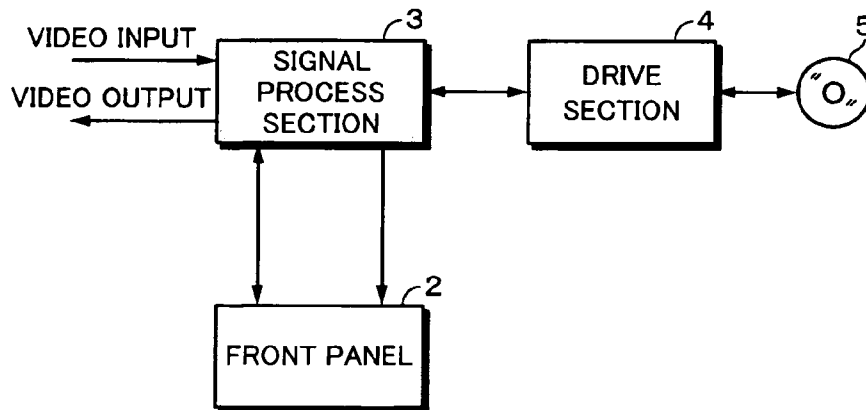 VIDEO INPUT
VIDEO OUTPUT
3
SIGNAL
PROCESS
SECTION
4
DRIVE
SECTION
5
2
FRONT PANEL